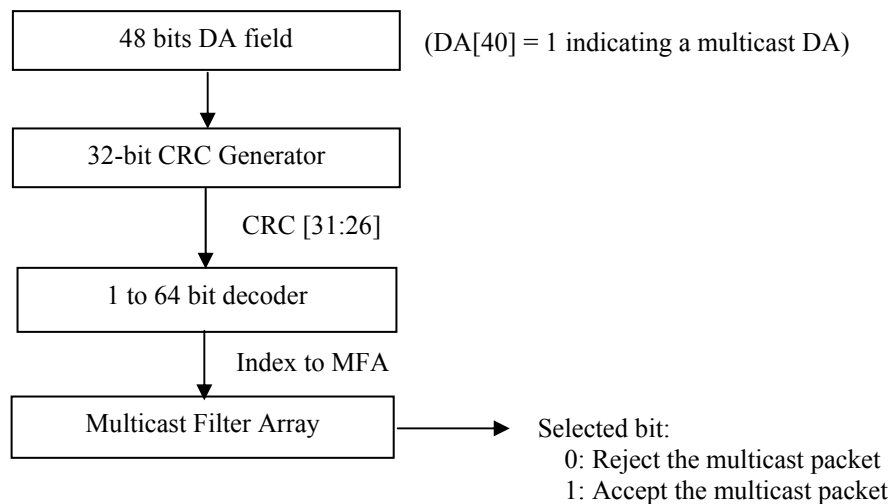 48 bits DA field
(DA[40] = 1 indicating a multicast DA)
32-bit CRC Generator
CRC [31:26]
1 to 64 bit decoder
Index to MFA
Multicast Filter Array
Selected bit:
0: Reject the multicast packet
1: Accept the multicast packet